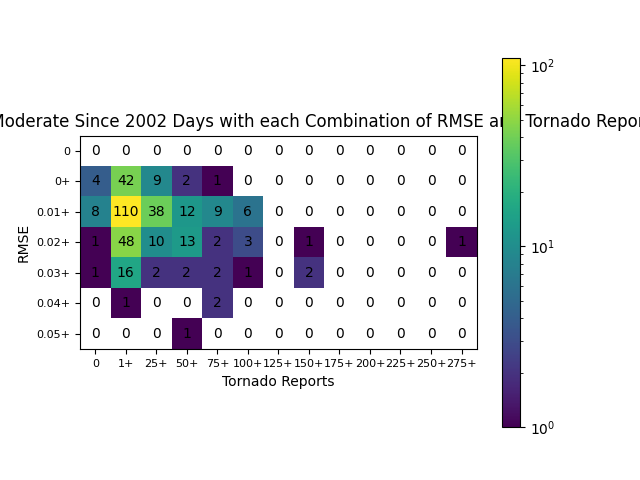 Moderate Since 2002 Days with each Combination of RMSE an Tornado Repor
RMSE
0 0 0 0 0 0 0 0 0 0 0 0 0 0
0+ 4 42 9 2 1 0 0 0 0 0 0 0 0
0.01+ 8 110 38 12 9 6 0 0 0 0 0 0 0
0.02+ 1 48 10 13 2 3 0 1 0 0 0 0 1
0.03+ 1 16 2 2 2 1 0 2 0 0 0 0 0
0.04+ 0 1 0 0 2 0 0 0 0 0 0 0 0
0.05+ 0 0 0 1 0 0 0 0 0 0 0 0 0
0 1+ 25+ 50+ 75+ 100+ 125+ 150+ 175+ 200+ 225+ 250+ 275+
Tornado Reports
10²
10¹
10⁰